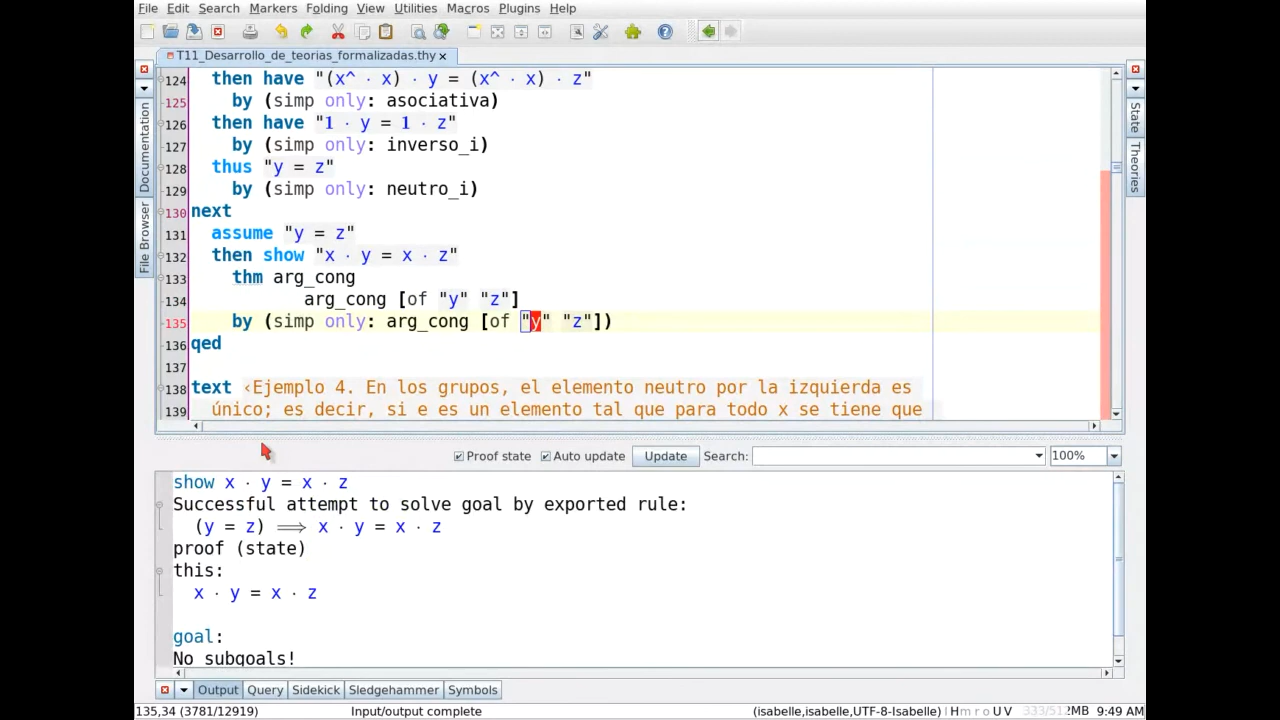 File Edit Search Markers Folding View Utilities Macros Plugins Help
T11_Desarrollo_de_teorias_formalizadas.thy
124 then have "(x^ · x) · y = (x^ · x) · z"
125 by (simp only: asociativa)
126 then have "1 · y = 1 · z"
127 by (simp only: inverso_i)
128 thus "y = z"
129 by (simp only: neutro_i)
130 next
131 assume "y = z"
132 then show "x · y = x · z"
133 thm arg_cong
134 arg_cong [of "y" "z"]
135 by (simp only: arg_cong [of "y" "z"])
136 qed
137
138 text ‹Ejemplo 4. En los grupos, el elemento neutro por la izquierda es
139 único; es decir, si e es un elemento tal que para todo x se tiene que
Documentation
File Browser
State
Theories
Proof state Auto update Update Search: 100%
show x · y = x · z
Successful attempt to solve goal by exported rule:
(y = z) ⟹ x · y = x · z
proof (state)
this:
x · y = x · z
goal:
No subgoals!
Output Query Sidekick Sledgehammer Symbols
135,34 (3781/12919) Input/output complete (isabelle,isabelle,UTF-8-Isabelle) H m r o U V MB 9:49 AM